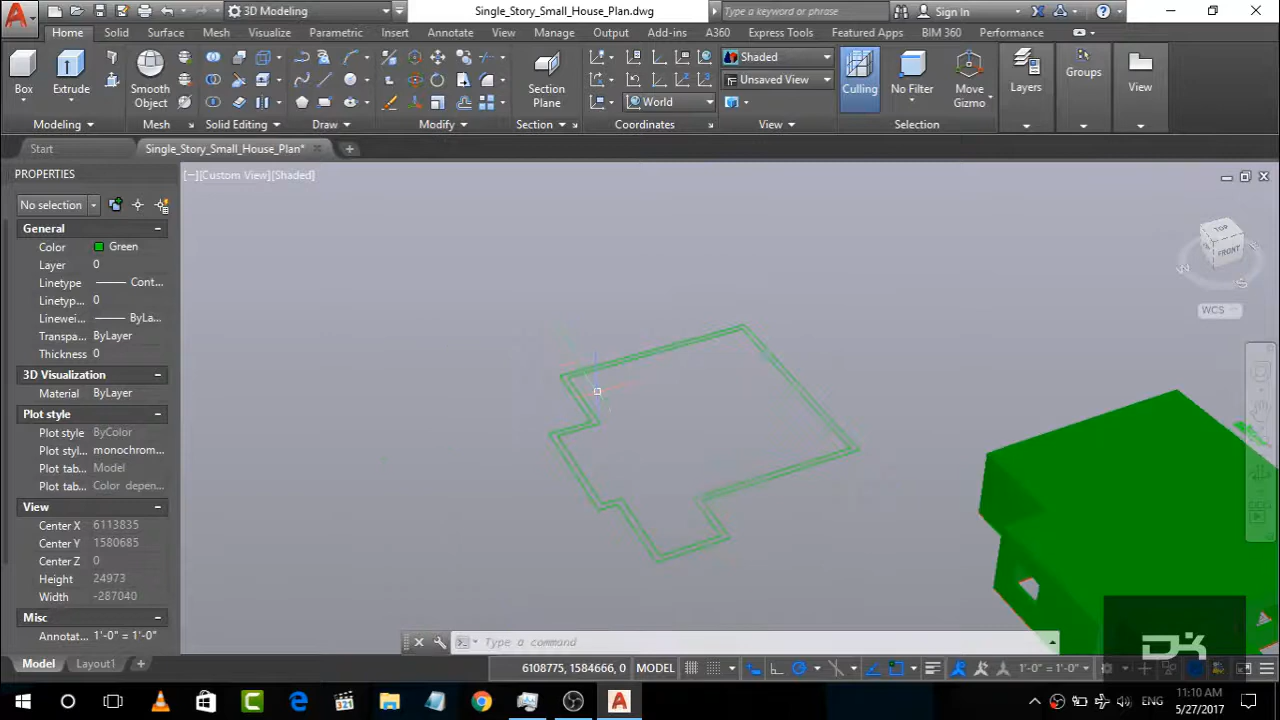 3D Modeling
Single_Story_Small_House_Plan.dwg
Type a keyword or phrase
Sign In
Home
Solid
Surface
Mesh
Visualize
Parametric
Insert
Annotate
View
Manage
Output
Add-ins
A360
Express Tools
Featured Apps
BIM 360
Performance
Box
Extrude
Smooth
Object
Section
Plane
World
Shaded
Unsaved View
Culling
No Filter
Move
Gizmo
Layers
Groups
View
Modeling
Mesh
Solid Editing
Draw
Modify
Section
Coordinates
View
Selection
Start
Single_Story_Small_House_Plan*
PROPERTIES
[−][Custom View][Shaded]
No selection
General
Color Green
Layer 0
Linetype Cont...
Linetyp... 0
Linewei... ByLa...
Transpa... ByLayer
Thickness 0
3D Visualization
Material ByLayer
Plot style
Plot style ByColor
Plot styl... monochrom...
Plot tab... Model
Plot tab... Color depen...
View
Center X 6113835
Center Y 1580685
Center Z 0
Height 24973
Width -287040
Misc
Annotat... 1'-0" = 1'-0"
TOP
FRONT
WCS
Type a command
Model
Layout1
6108775, 1584666, 0
MODEL
1'-0" = 1'-0"
DK
ENG
11:10 AM
5/27/2017